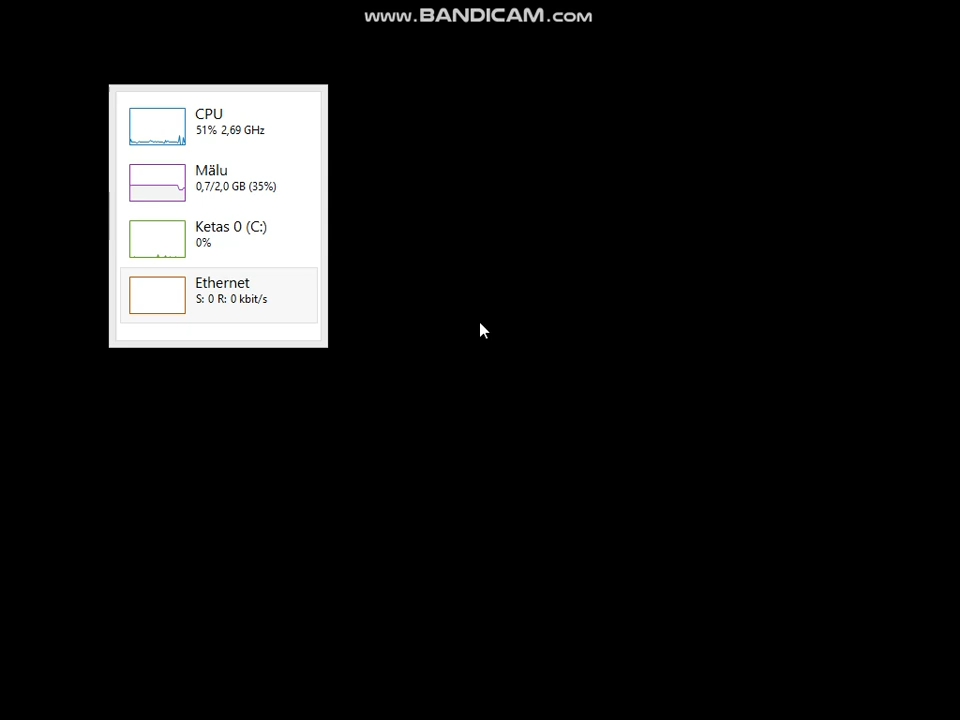 www.BANDICAM.com
CPU
51% 2,69 GHz
Mälu
0,7/2,0 GB (35%)
Ketas 0 (C:)
0%
Ethernet
S: 0 R: 0 kbit/s